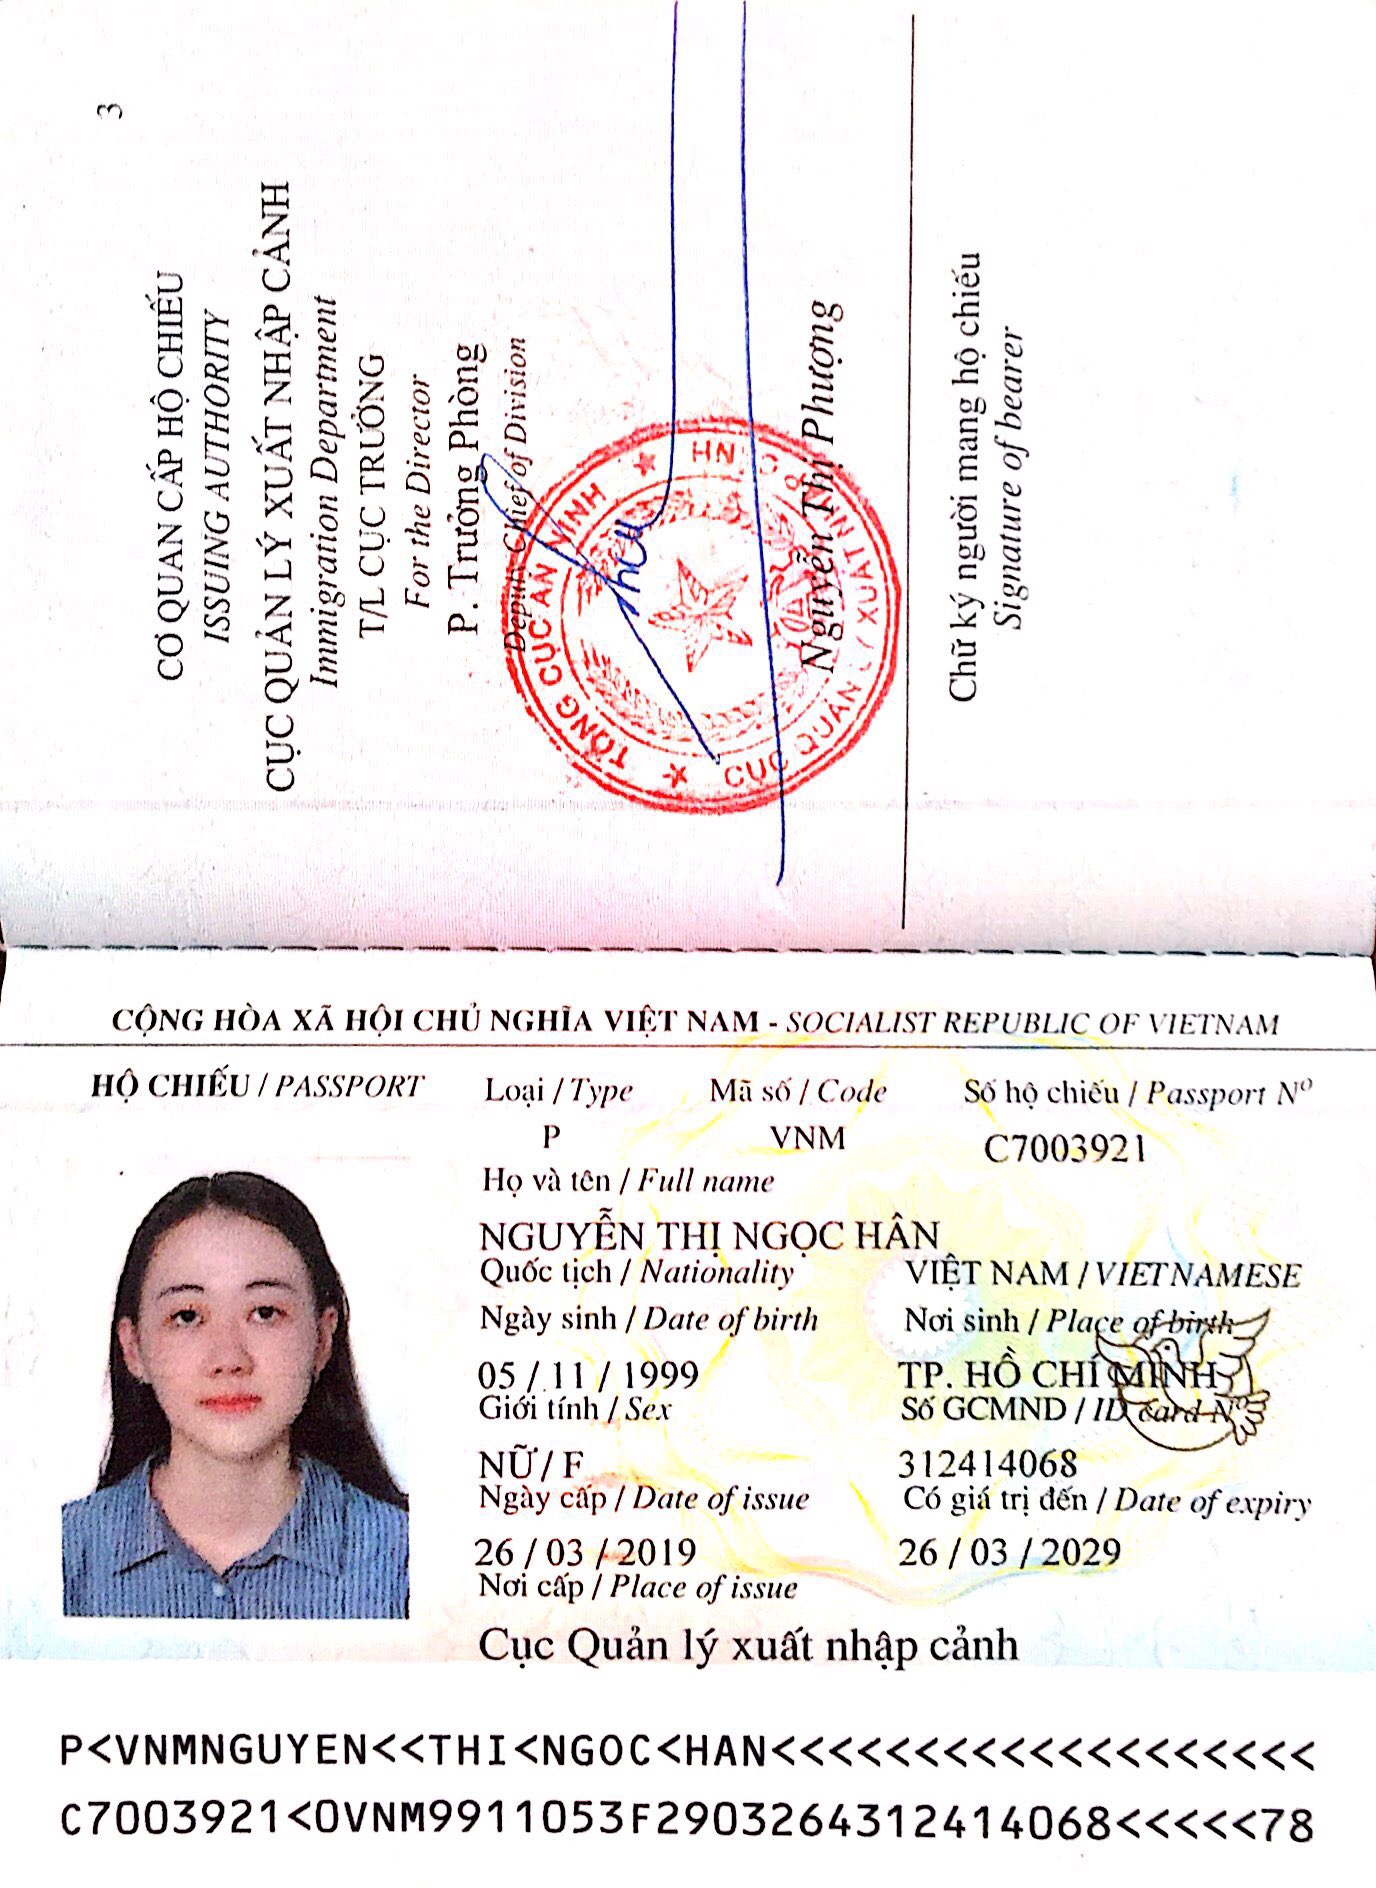 3
CƠ QUAN CẤP HỘ CHIẾU
ISSUING AUTHORITY
CỤC QUẢN LÝ XUẤT NHẬP CẢNH
Immigration Department
T/L CỤC TRƯỞNG
For the Director
P. Trưởng Phòng
Deputy Chief of Division
TỔNG CỤC AN NINH
CỤC QUẢN LÝ XUẤT NHẬP CẢNH
Nguyễn Thị Phượng
Chữ ký người mang hộ chiếu
Signature of bearer
CỘNG HÒA XÃ HỘI CHỦ NGHĨA VIỆT NAM - SOCIALIST REPUBLIC OF VIETNAM
HỘ CHIẾU / PASSPORT Loại / Type Mã số / Code Số hộ chiếu / Passport Nº
P VNM C7003921
Họ và tên / Full name
NGUYỄN THỊ NGỌC HÂN
Quốc tịch / Nationality VIỆT NAM / VIETNAMESE
Ngày sinh / Date of birth Nơi sinh / Place of birth
05 / 11 / 1999 TP. HỒ CHÍ MINH
Giới tính / Sex Số GCMND / ID card Nº
NỮ / F 312414068
Ngày cấp / Date of issue Có giá trị đến / Date of expiry
26 / 03 / 2019 26 / 03 / 2029
Nơi cấp / Place of issue
Cục Quản lý xuất nhập cảnh
P<VNMNGUYEN<<THI<NGOC<HAN<<<<<<<<<<<<<<<<<<<
C7003921<0VNM9911053F2903264312414068<<<<<78